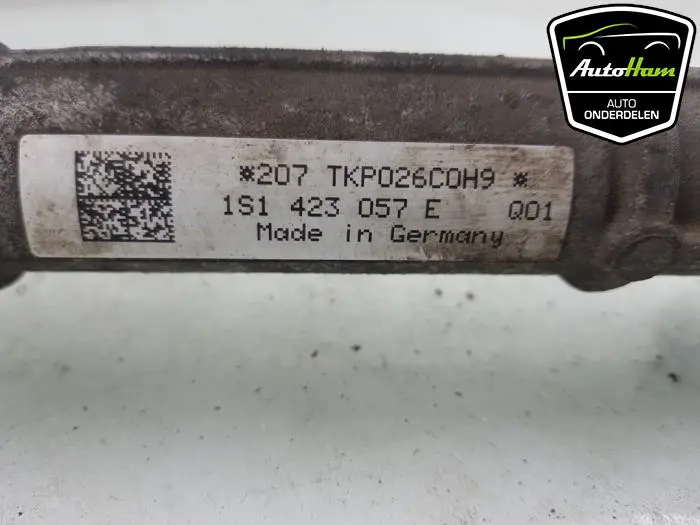 AutoHam
AUTO
ONDERDELEN
*207 TKP026C0H9 *
1S1 423 057 E Q01
Made in Germany